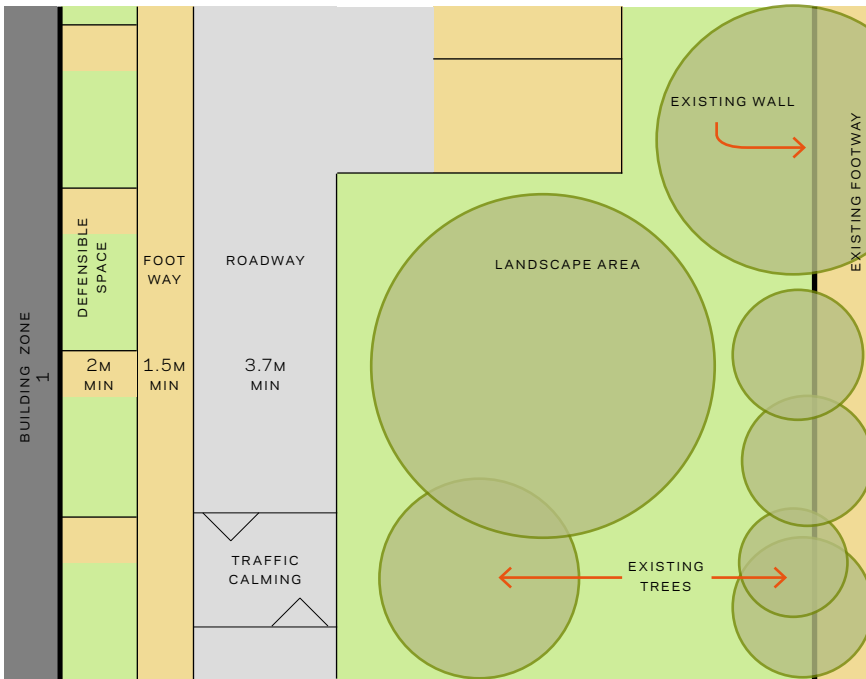 EXISTING WALL
EXISTING FOOTWAY
DEFENSIBLE
SPACE
FOOT
WAY
ROADWAY
LANDSCAPE AREA
BUILDING ZONE
1
2M
MIN
1.5M
MIN
3.7M
MIN
TRAFFIC
CALMING
EXISTING
TREES